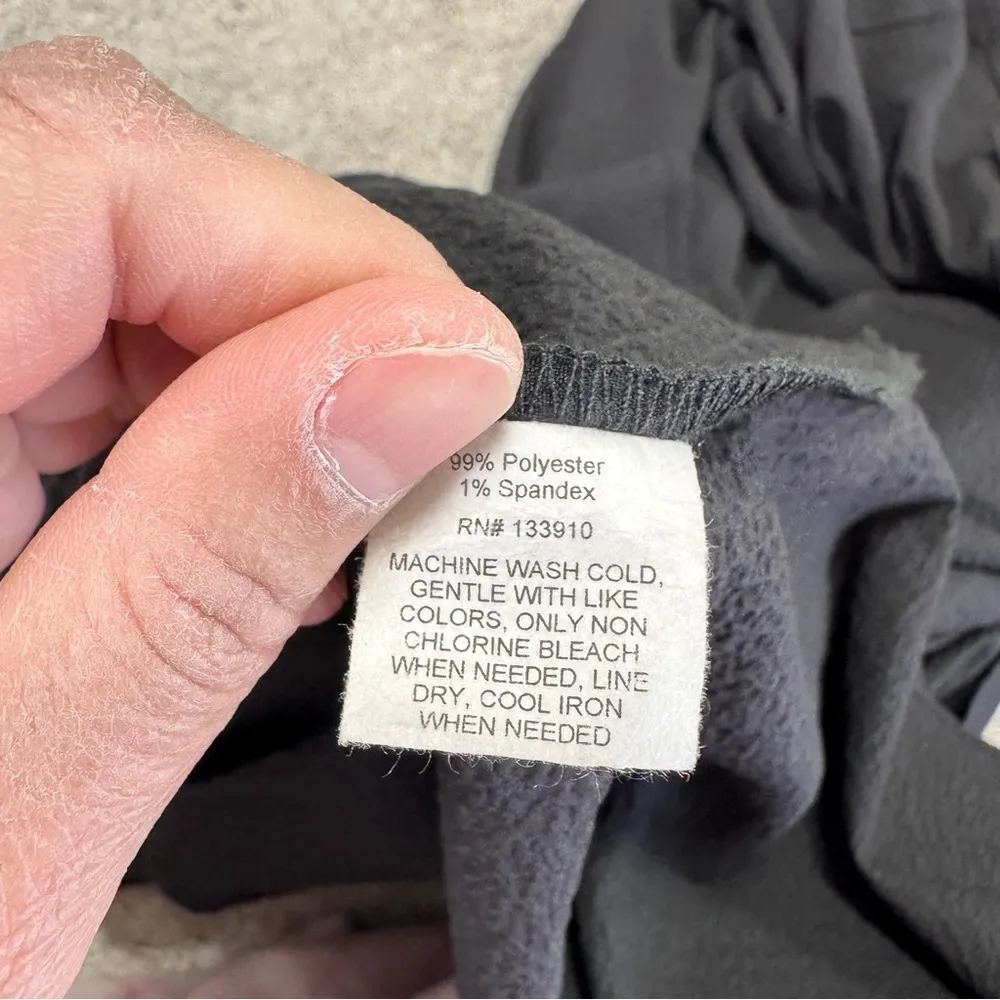 99% Polyester
1% Spandex
RN# 133910
MACHINE WASH COLD,
GENTLE WITH LIKE
COLORS, ONLY NON
CHLORINE BLEACH
WHEN NEEDED, LINE
DRY, COOL IRON
WHEN NEEDED